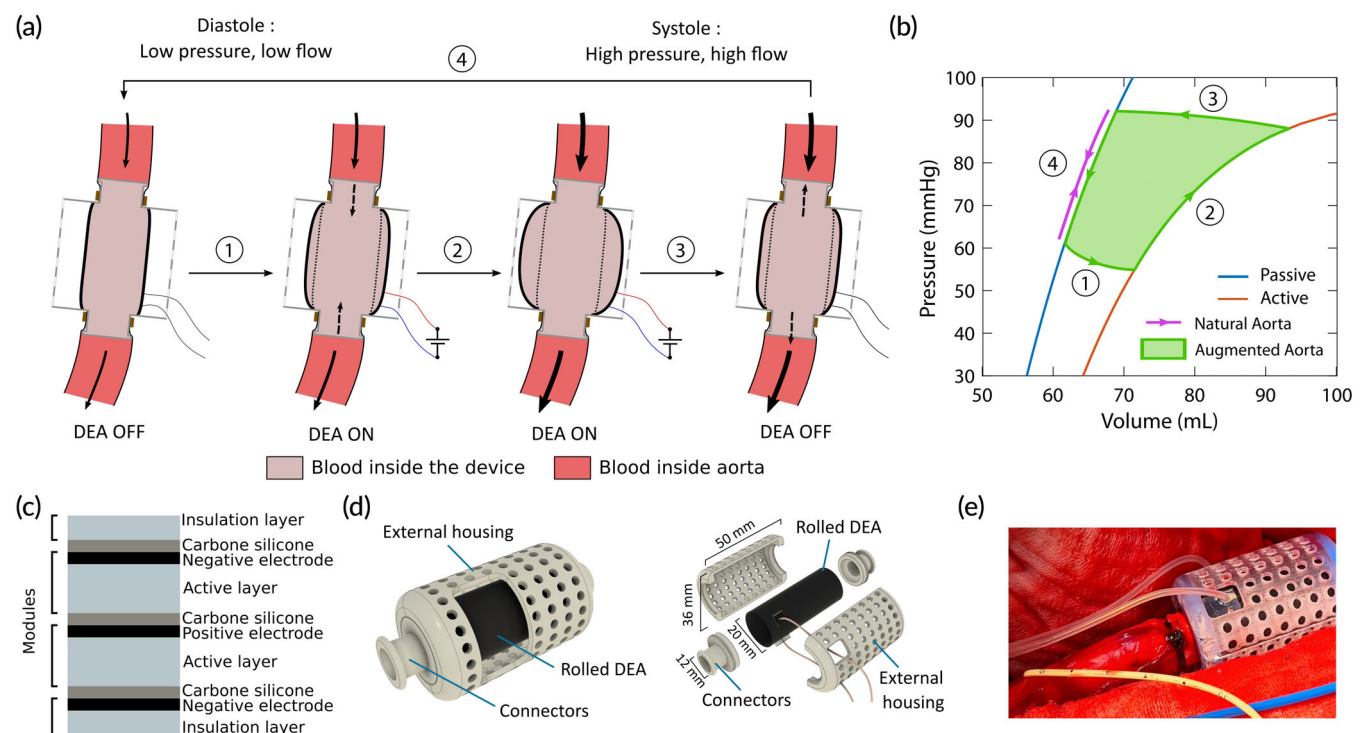 (a)
Diastole :
Low pressure, low flow
Systole :
High pressure, high flow
4
1
2
3
DEA OFF
DEA ON
DEA ON
DEA OFF
Blood inside the device
Blood inside aorta
(b)
Pressure (mmHg)
100
90
80
70
60
50
40
30
50
60
70
80
90
100
Volume (mL)
1
2
3
4
Passive
Active
Natural Aorta
Augmented Aorta
(c)
Modules
Insulation layer
Carbone silicone
Negative electrode
Active layer
Carbone silicone
Positive electrode
Active layer
Carbone silicone
Negative electrode
Insulation layer
(d)
External housing
Rolled DEA
Connectors
50 mm
36 mm
20 mm
12 mm
Rolled DEA
Connectors
External
housing
(e)